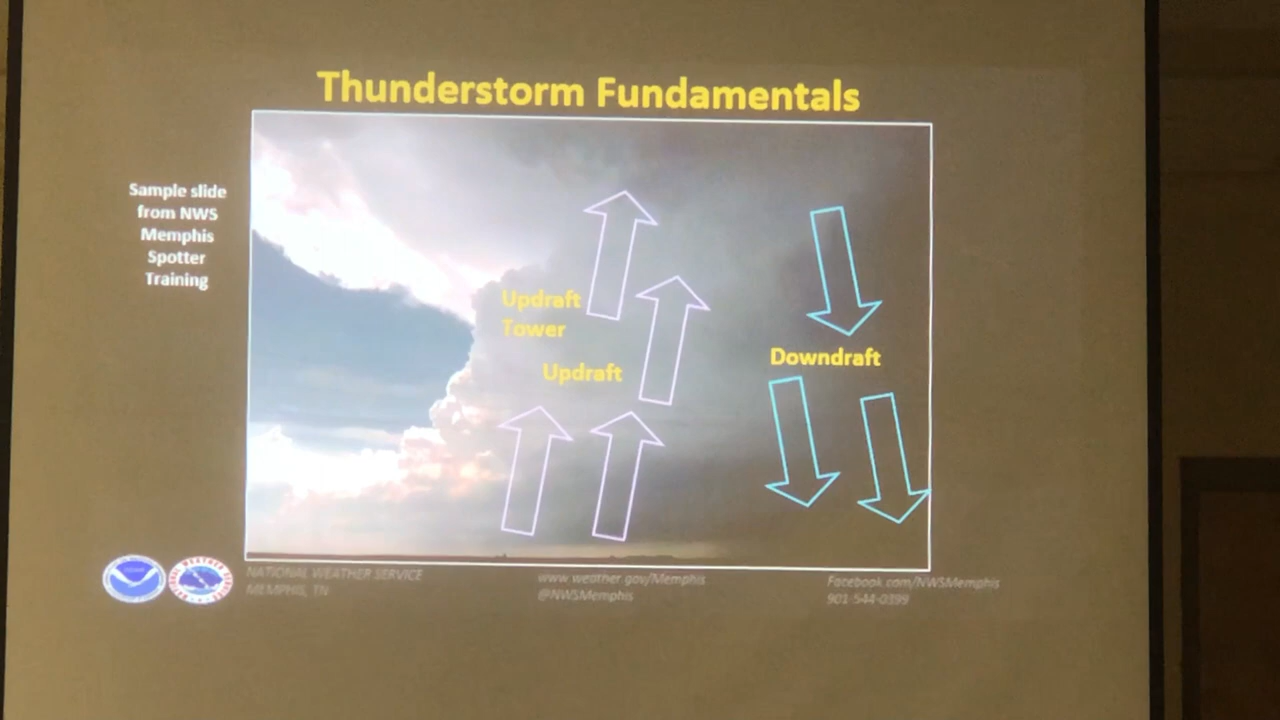 Thunderstorm Fundamentals
Sample slide
from NWS
Memphis
Spotter
Training
Updraft
Tower
Updraft
Downdraft
NATIONAL WEATHER SERVICE
MEMPHIS, TN
www.weather.gov/Memphis
@NWSMemphis
Facebook.com/NWSMemphis
901-544-0399